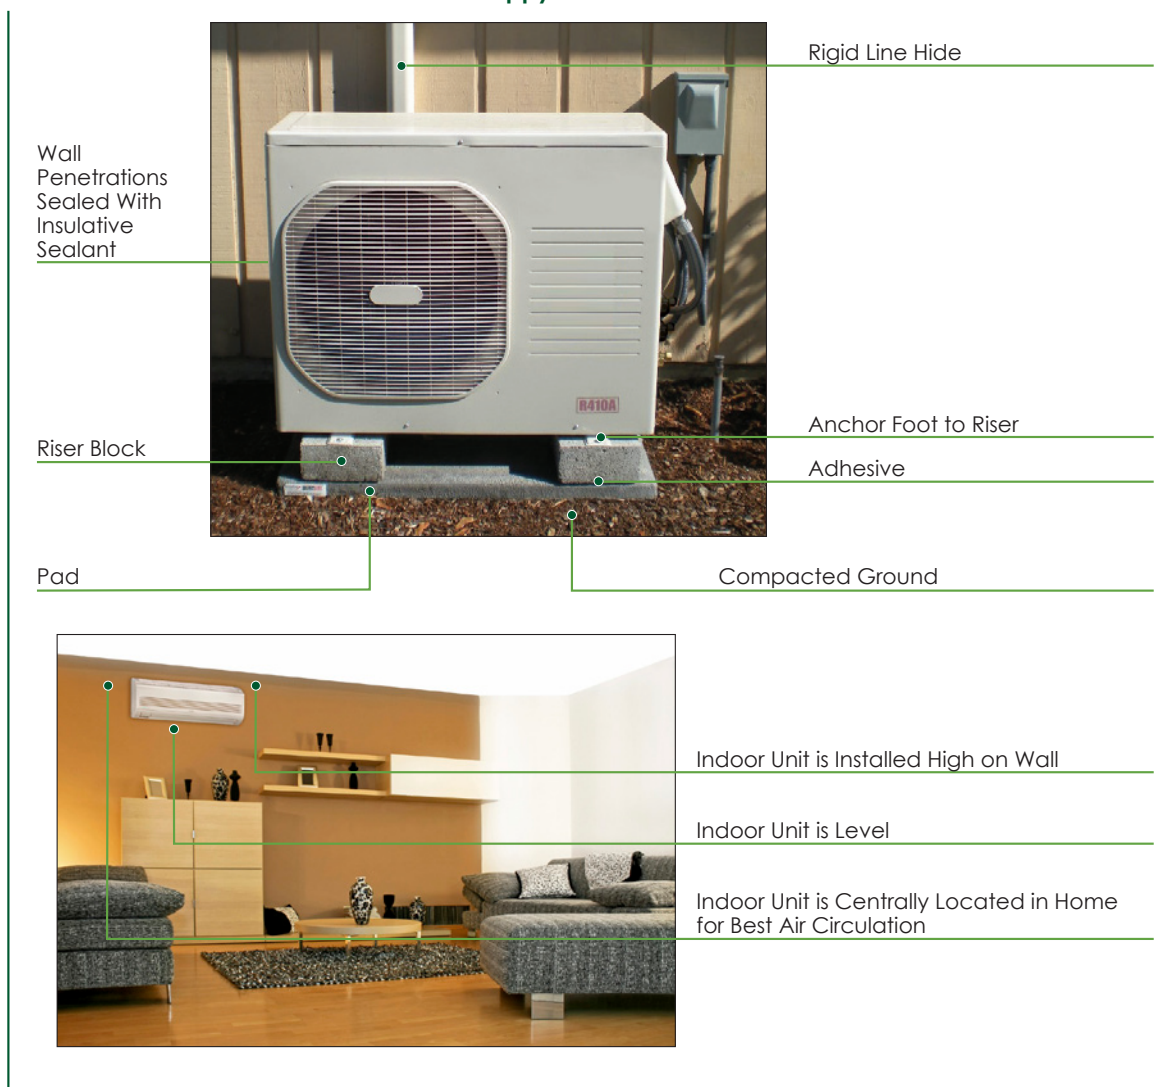 Rigid Line Hide
Wall
Penetrations
Sealed With
Insulative
Sealant
R410A
Anchor Foot to Riser
Riser Block
Adhesive
Pad
Compacted Ground
Indoor Unit is Installed High on Wall
Indoor Unit is Level
Indoor Unit is Centrally Located in Home
for Best Air Circulation